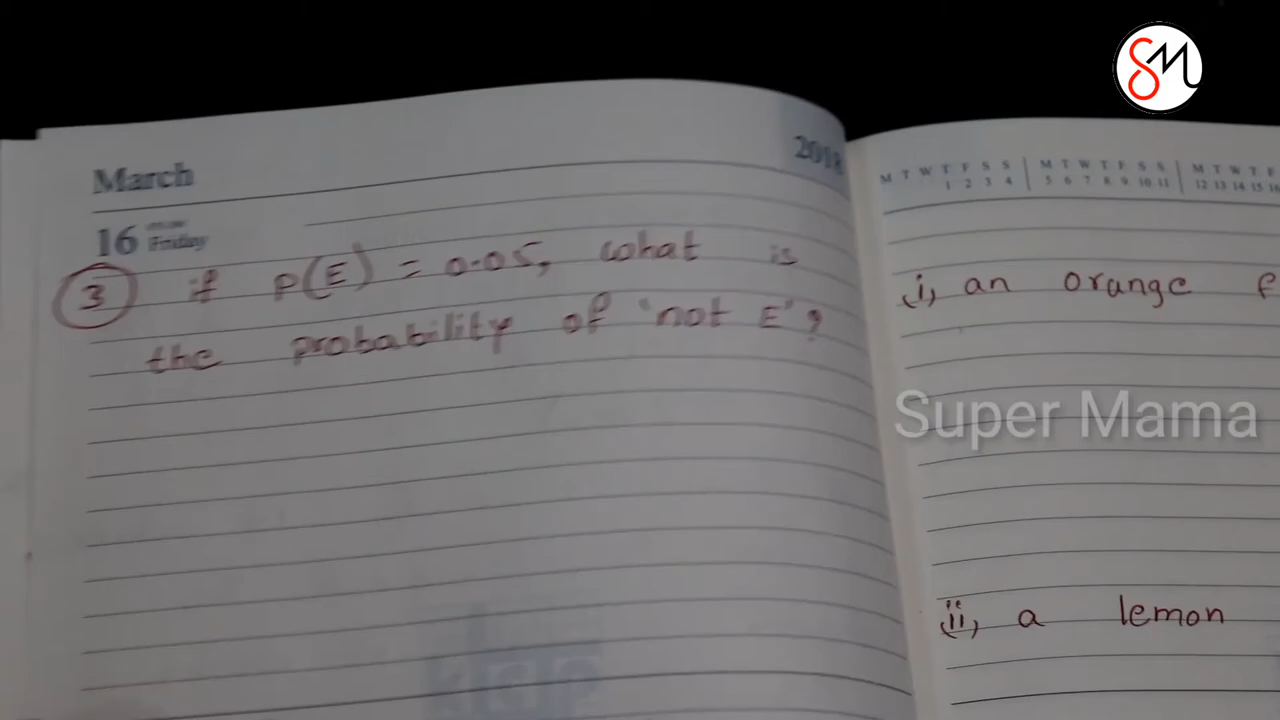 SM
March
2018
16 Friday
3 if P(E) = 0.05, what is
the probability of 'not E'?
M T W T F S S M T W T F S S M T W T F
1 2 3 4 5 6 7 8 9 10 11 12 13 14 15 16
(i) an orange f
Super Mama
(ii) a lemon